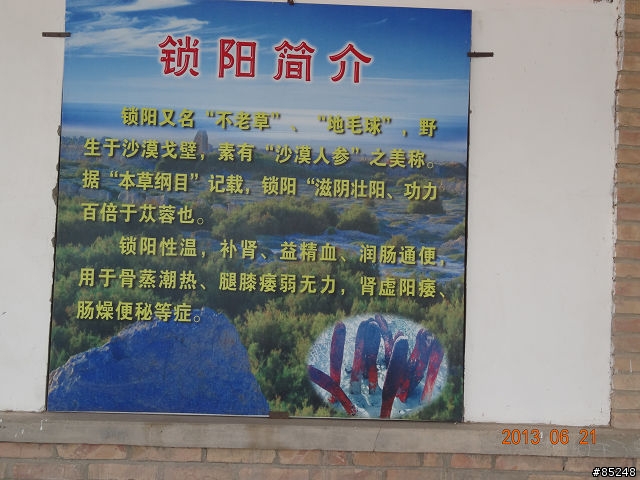 锁阳简介
锁阳又名“不老草”、“地毛球”，野
生于沙漠戈壁，素有“沙漠人参”之美称。
据“本草纲目”记载，锁阳“滋阴壮阳、功力
百倍于苁蓉也。
锁阳性温，补肾、益精血、润肠通便，
用于骨蒸潮热、腿膝痿弱无力，肾虚阳痿、
肠燥便秘等症。
2013 06 21
#85248